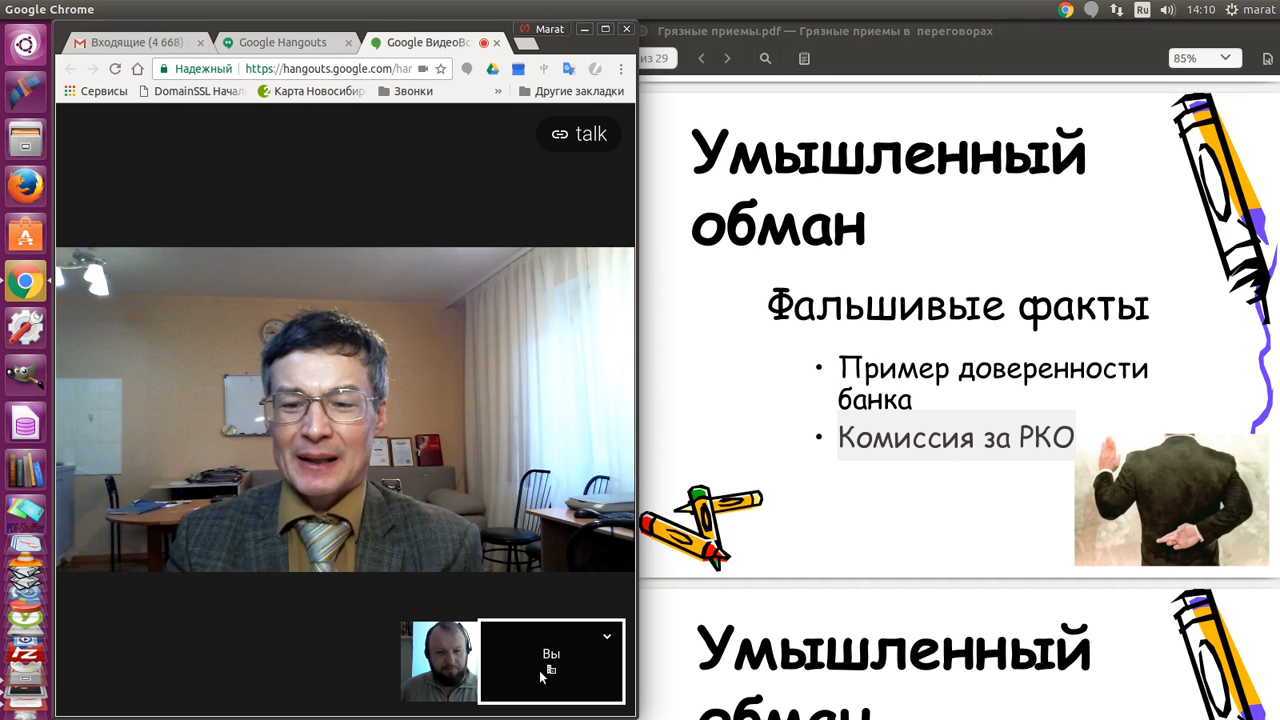 Google Chrome
Ru
14:10
marat
Marat
Входящие (4 668)
Google Hangouts
Google ВидеоВс
Надежный
https://hangouts.google.com/har
Сервисы
DomainSSL Начал
Карта Новосибир
Звонки
»
Другие закладки
talk
Вы
Грязные приемы.pdf — Грязные приемы в переговорах
из 29
85%
Умышленный
обман
Фальшивые факты
• Пример доверенности
банка
• Комиссия за РКО
Умышленный
обман